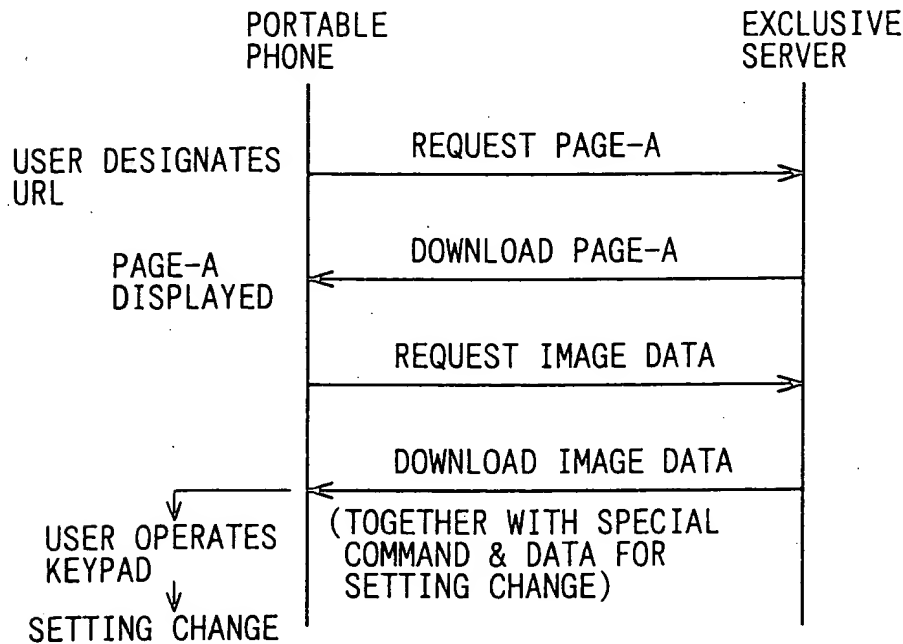 PORTABLE
PHONE
EXCLUSIVE
SERVER
REQUEST PAGE-A
USER DESIGNATES
URL
DOWNLOAD PAGE-A
PAGE-A
DISPLAYED
REQUEST IMAGE DATA
DOWNLOAD IMAGE DATA
(TOGETHER WITH SPECIAL
COMMAND & DATA FOR
SETTING CHANGE)
USER OPERATES
KEYPAD
SETTING CHANGE